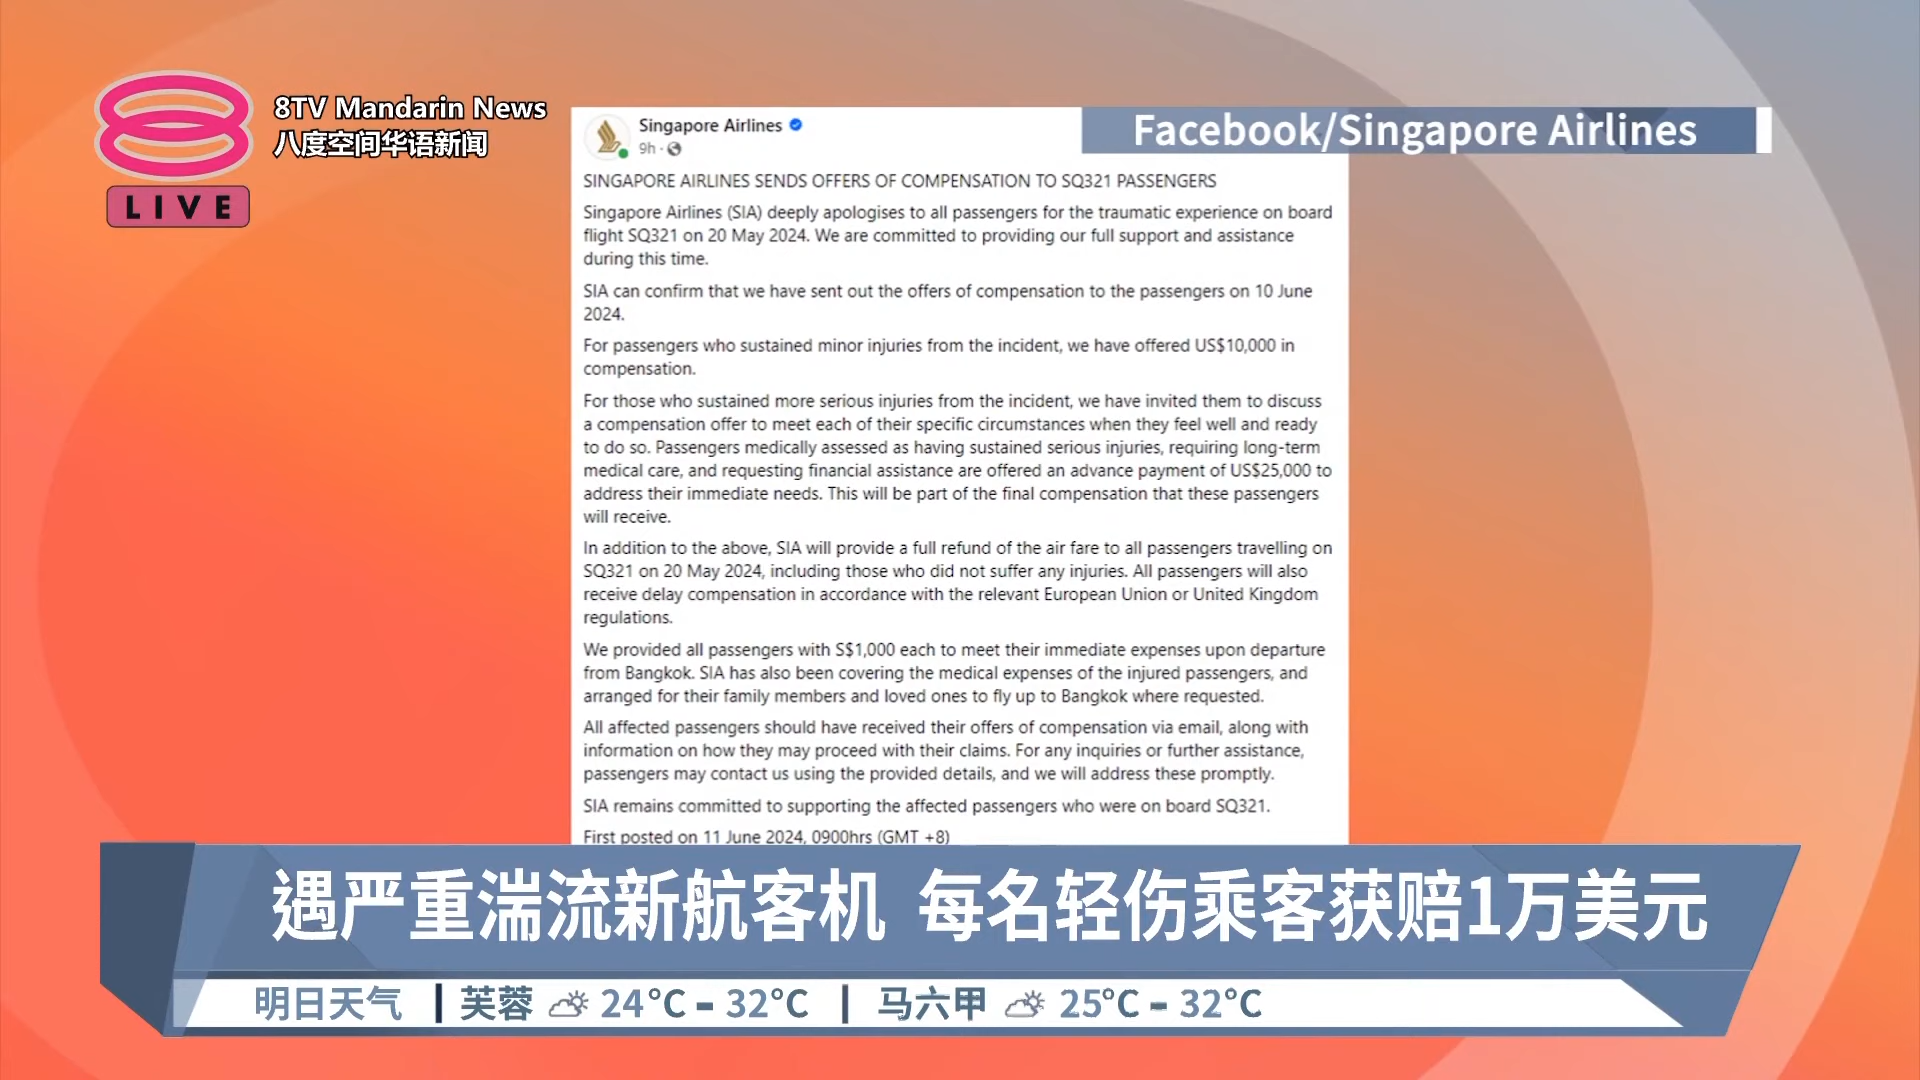 8TV Mandarin News
八度空间华语新闻
LIVE
Facebook/Singapore Airlines
Singapore Airlines
9h ·
SINGAPORE AIRLINES SENDS OFFERS OF COMPENSATION TO SQ321 PASSENGERS
Singapore Airlines (SIA) deeply apologises to all passengers for the traumatic experience on board
flight SQ321 on 20 May 2024. We are committed to providing our full support and assistance
during this time.
SIA can confirm that we have sent out the offers of compensation to the passengers on 10 June
2024.
For passengers who sustained minor injuries from the incident, we have offered US$10,000 in
compensation.
For those who sustained more serious injuries from the incident, we have invited them to discuss
a compensation offer to meet each of their specific circumstances when they feel well and ready
to do so. Passengers medically assessed as having sustained serious injuries, requiring long-term
medical care, and requesting financial assistance are offered an advance payment of US$25,000 to
address their immediate needs. This will be part of the final compensation that these passengers
will receive.
In addition to the above, SIA will provide a full refund of the air fare to all passengers travelling on
SQ321 on 20 May 2024, including those who did not suffer any injuries. All passengers will also
receive delay compensation in accordance with the relevant European Union or United Kingdom
regulations.
We provided all passengers with S$1,000 each to meet their immediate expenses upon departure
from Bangkok. SIA has also been covering the medical expenses of the injured passengers, and
arranged for their family members and loved ones to fly up to Bangkok where requested.
All affected passengers should have received their offers of compensation via email, along with
information on how they may proceed with their claims. For any inquiries or further assistance,
passengers may contact us using the provided details, and we will address these promptly.
SIA remains committed to supporting the affected passengers who were on board SQ321.
First posted on 11 June 2024, 0900hrs (GMT +8)
遇严重湍流新航客机 每名轻伤乘客获赔1万美元
明日天气 | 芙蓉 24°C - 32°C | 马六甲 25°C - 32°C